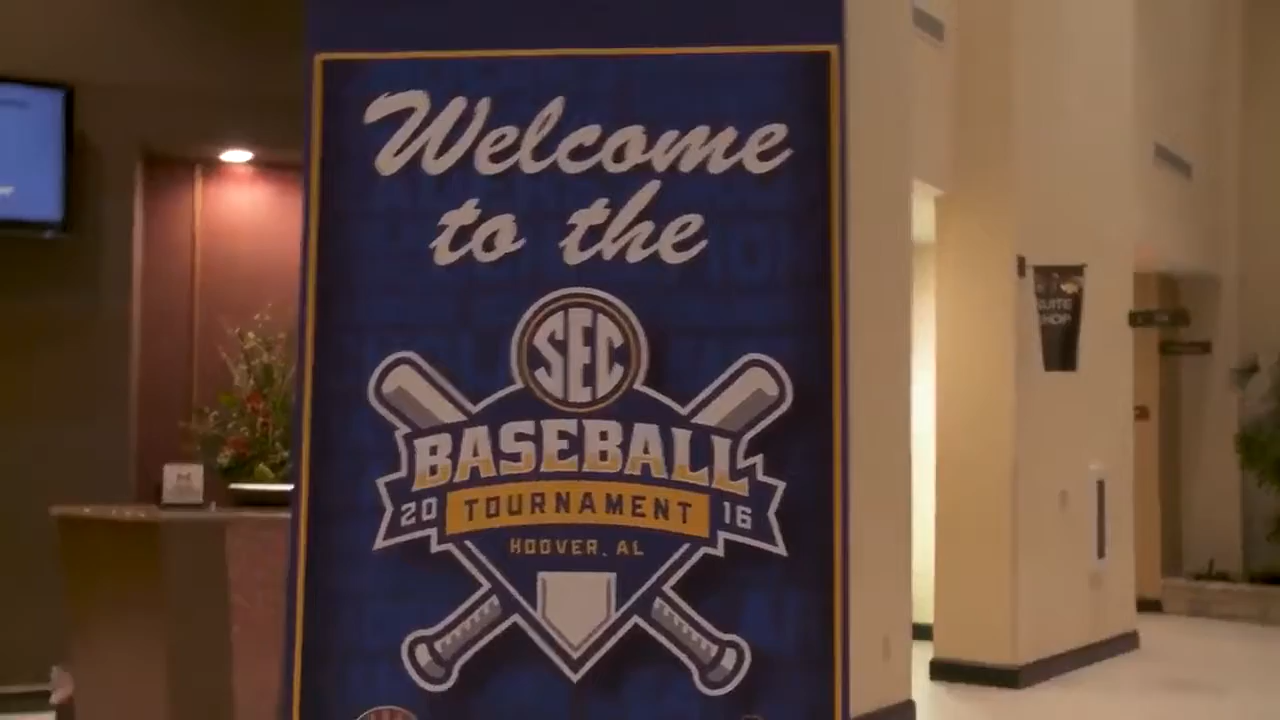 Welcome
to the
SEC
BASEBALL
20 TOURNAMENT 16
HOOVER, AL
SUITE
SHOP